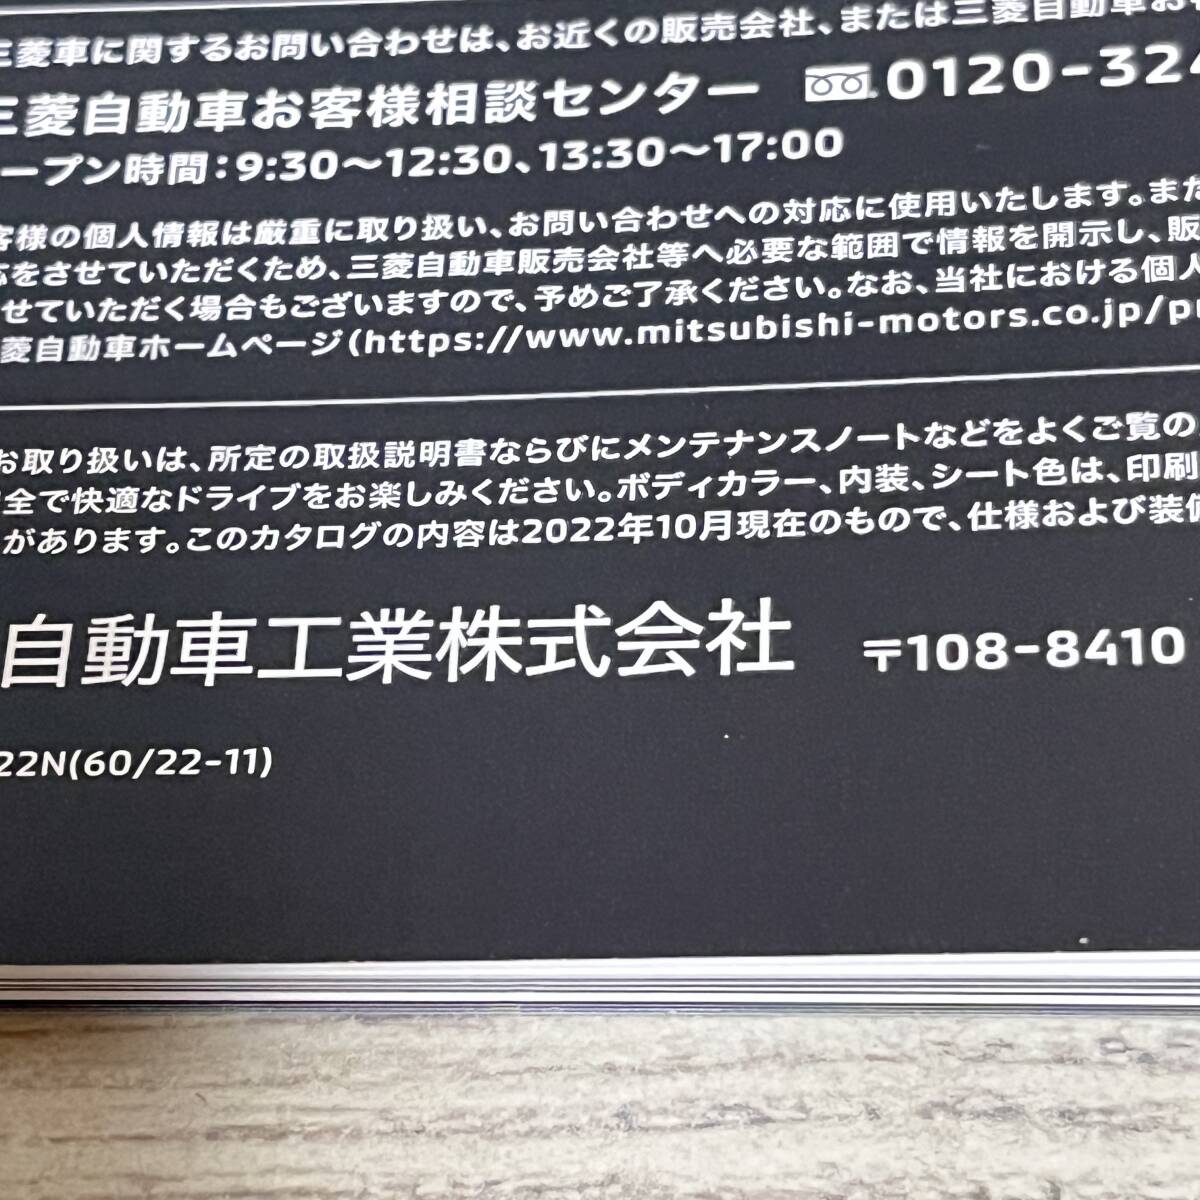 三菱車に関するお問い合わせは、お近くの販売会社、または三菱自動車お
三菱自動車お客様相談センター 0120-324
ープン時間：9:30〜12:30、13:30〜17:00
客様の個人情報は厳重に取り扱い、お問い合わせへの対応に使用いたします。また
応をさせていただくため、三菱自動車販売会社等へ必要な範囲で情報を開示し、販
せていただく場合もございますので、予めご了承ください。なお、当社における個人
菱自動車ホームページ（https://www.mitsubishi-motors.co.jp/p
お取り扱いは、所定の取扱説明書ならびにメンテナンスノートなどをよくご覧の
全で快適なドライブをお楽しみください。ボディカラー、内装、シート色は、印刷
があります。このカタログの内容は2022年10月現在のもので、仕様および装備
自動車工業株式会社 〒108-8410
22N(60/22-11)